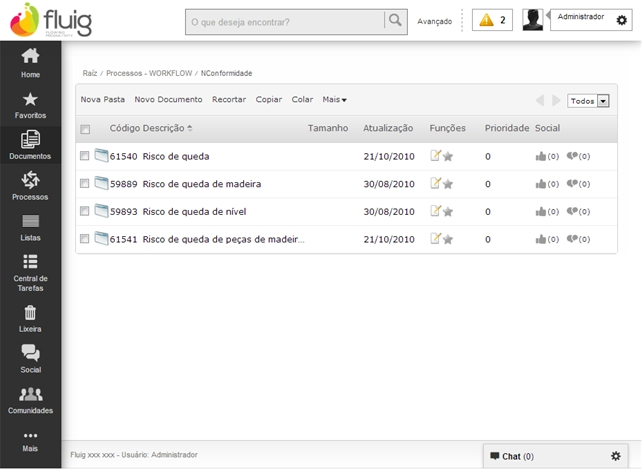 fluig
O que deseja encontrar?
Avançado
2
Administrador
Home
Favoritos
Documentos
Processos
Listas
Central de
Tarefas
Lixeira
Social
Comunidades
Mais
Raíz / Processos - WORKFLOW / NConformidade
Nova Pasta Novo Documento Recortar Copiar Colar Mais
Todos
Código Descrição Tamanho Atualização Funções Prioridade Social
61540 Risco de queda 21/10/2010 0 (0) (0)
59889 Risco de queda de madeira 30/08/2010 0 (0) (0)
59893 Risco de queda de nível 30/08/2010 0 (0) (0)
61541 Risco de queda de peças de madeir... 21/10/2010 0 (0) (0)
Fluig xxx xxx - Usuário: Administrador
Chat (0)